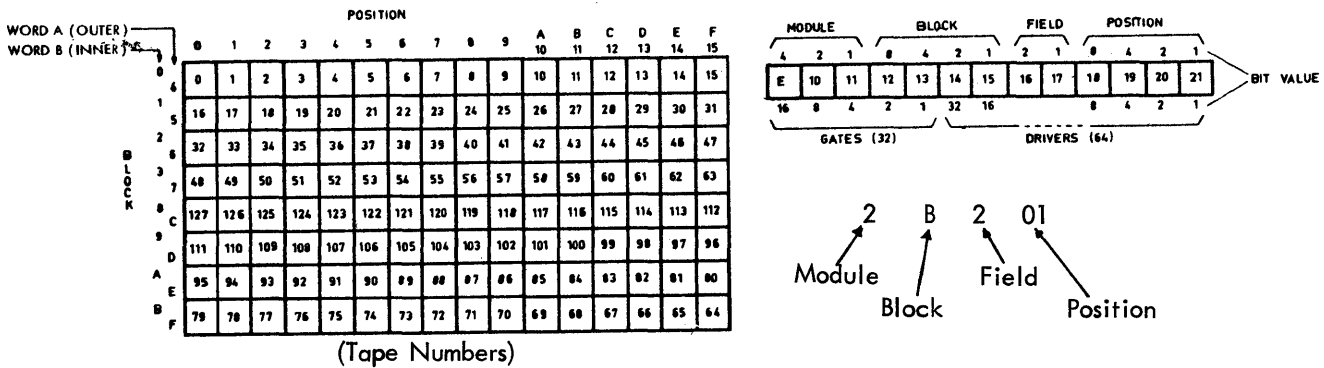 POSITION
WORD A (OUTER)
WORD B (INNER)
0 1 2 3 4 5 6 7 8 9 A B C D E F
10 11 12 13 14 15
BLOCK
0 4 0 1 2 3 4 5 6 7 8 9 10 11 12 13 14 15
1 5 16 17 18 19 20 21 22 23 24 25 26 27 28 29 30 31
2 6 32 33 34 35 36 37 38 39 40 41 42 43 44 45 46 47
3 7 48 49 50 51 52 53 54 55 56 57 58 59 60 61 62 63
8 C 127 126 125 124 123 122 121 120 119 118 117 116 115 114 113 112
9 D 111 110 109 108 107 106 105 104 103 102 101 100 99 98 97 96
A E 95 94 93 92 91 90 89 88 87 86 85 84 83 82 81 80
B F 79 78 77 76 75 74 73 72 71 70 69 68 67 66 65 64
(Tape Numbers)
MODULE BLOCK FIELD POSITION
4 2 1 8 4 2 1 2 1 8 4 2 1
E 10 11 12 13 14 15 16 17 18 19 20 21
BIT VALUE
16 8 4 2 1 32 16 8 4 2 1
GATES (32) DRIVERS (64)
2 B 2 01
Module Field
Block Position